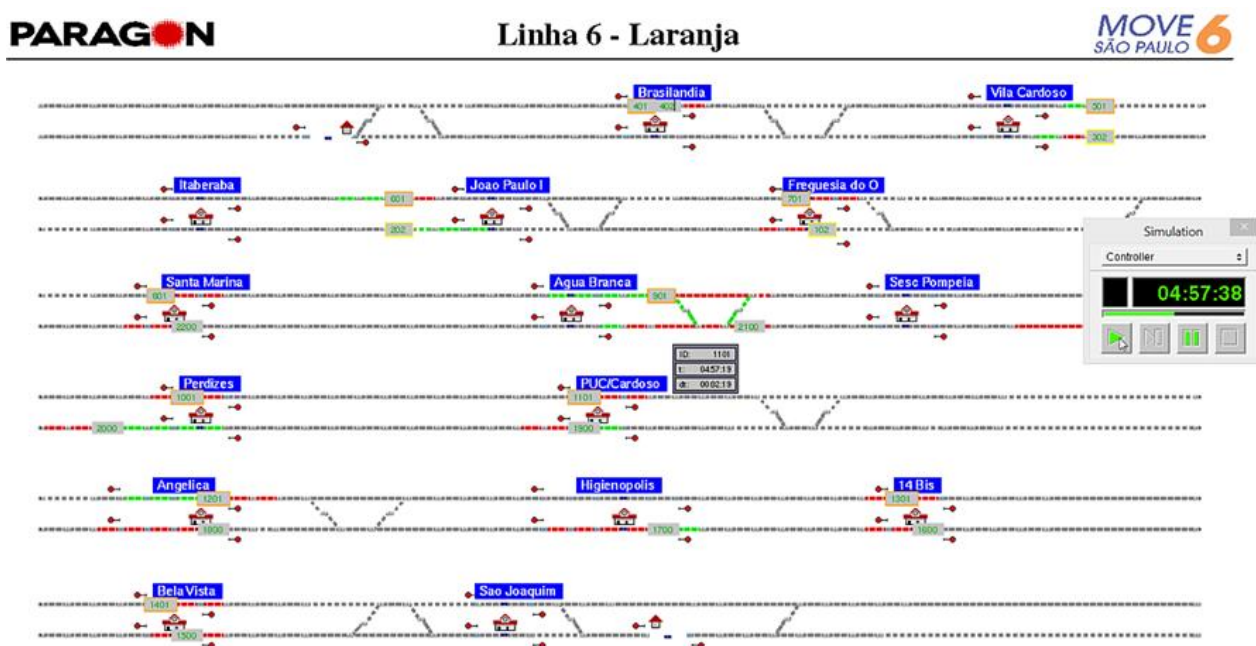 PARAGON
Linha 6 - Laranja
MOVE 6
SÃO PAULO
Brasilandia
Vila Cardoso
401 402 501
302
Itaberaba
Joao Paulo I
Freguesia do O
601 701
202 102
Simulation
Controller
04:57:38
Santa Marina
Agua Branca
Sesc Pompeia
801 901
2200 2100
ID: 1101
t: 04:57:19
dt: 00:02:19
Perdizes
PUC/Cardoso
1001 1101
2000 1900
Angelica
Higienopolis
14 Bis
1201 1301
1800 1700 1600
Bela Vista
Sao Joaquim
1401
1500